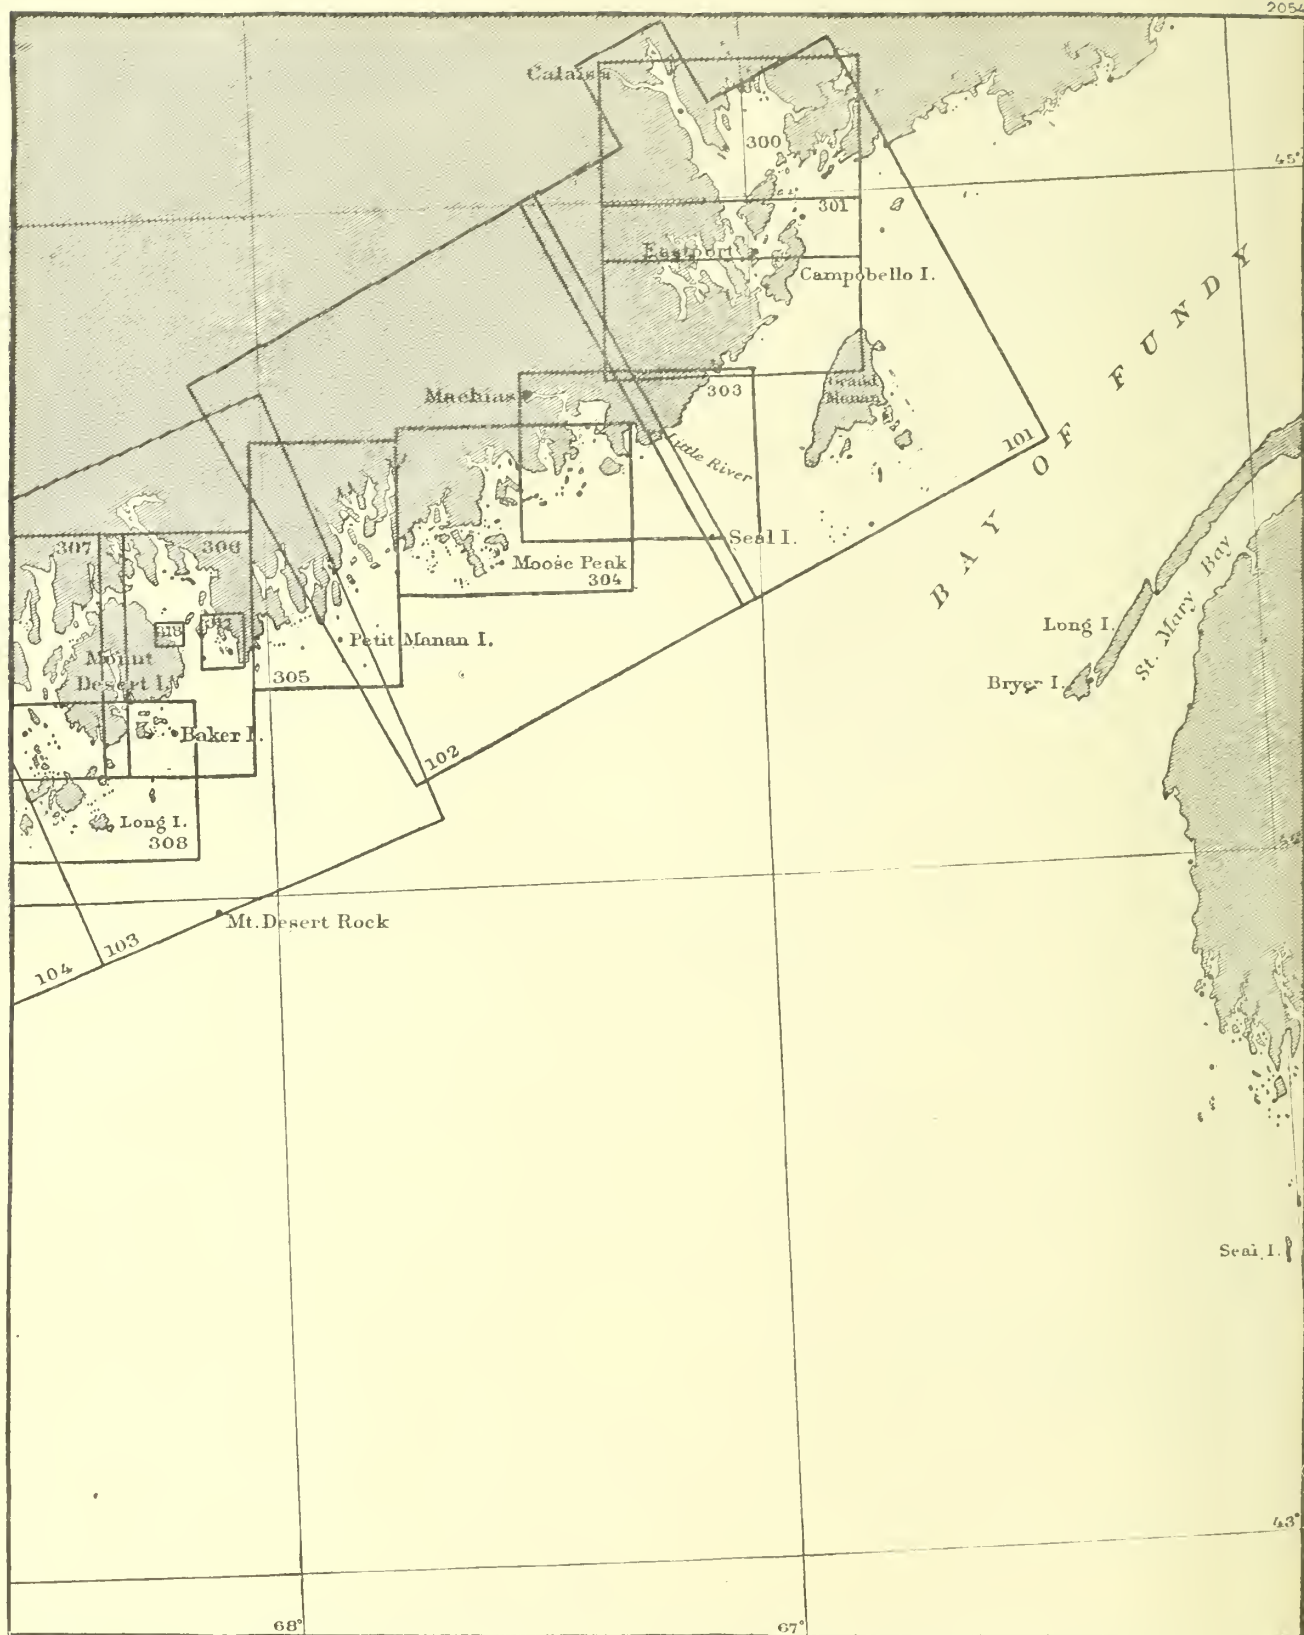 2054
Calais
300
45°
301
Eastport
Campobello I.
BAY OF FUNDY
Machias
303
Grand
Manan
Little River
101
307
306
Seal I.
Moose Peak
304
St. Mary Bay
318
Long I.
Petit Manan I.
Mount
Desert I.
305
Bryer I.
Baker I.
102
Long I.
308
Mt. Desert Rock
103
104
Seal I.
43°
68°
67°